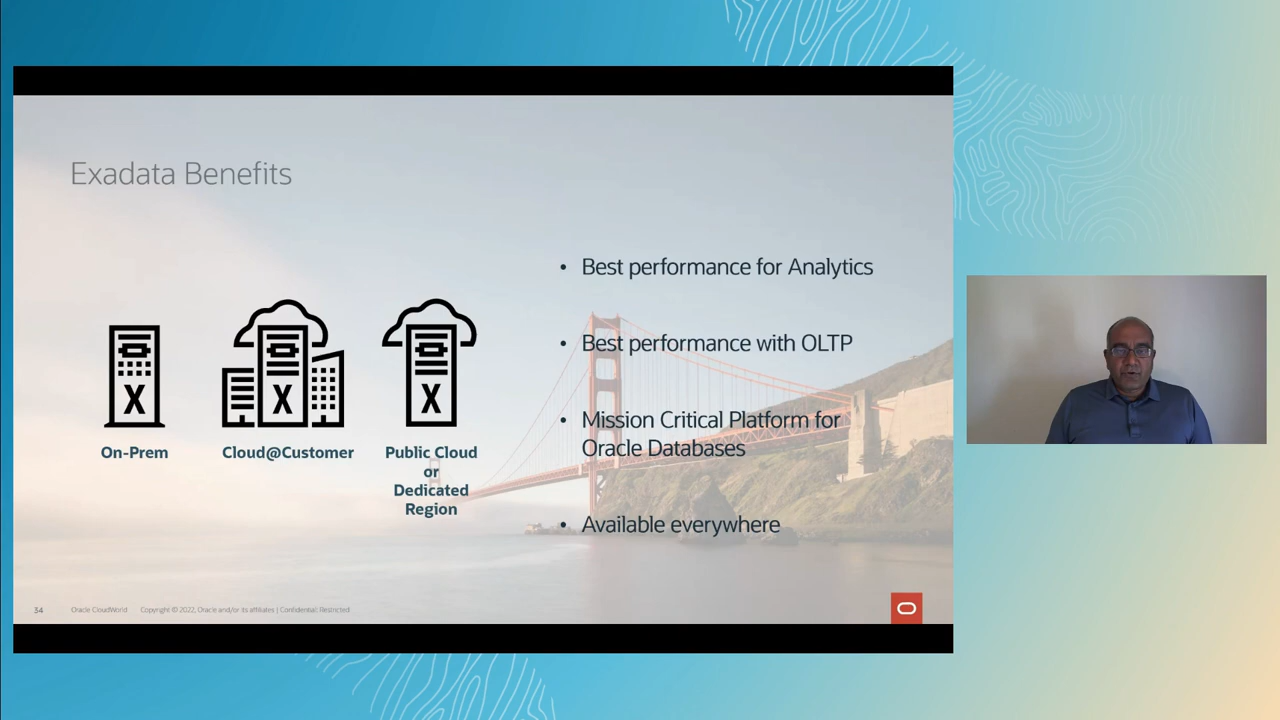 Exadata Benefits
X
X
X
On-Prem
Cloud@Customer
Public Cloud
or
Dedicated
Region
• Best performance for Analytics
• Best performance with OLTP
• Mission Critical Platform for
Oracle Databases
• Available everywhere
34 Oracle CloudWorld Copyright © 2022, Oracle and/or its affiliates | Confidential: Restricted